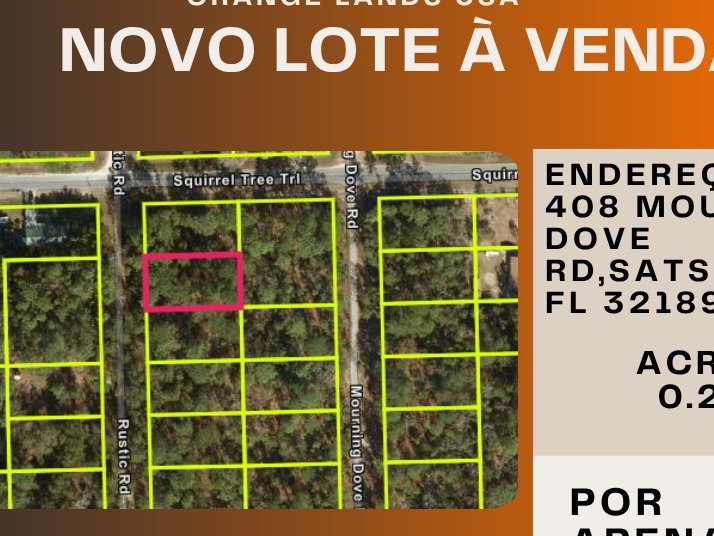 ORANGE LANDS USA
NOVO LOTE À VENDA
Squirrel Tree Trl
Squirr
tic Rd
g Dove Rd
Rustic Rd
Mourning Dove
ENDEREÇ
408 MOU
DOVE
RD,SATS
FL 32189
ACR
0.2
POR
APENA